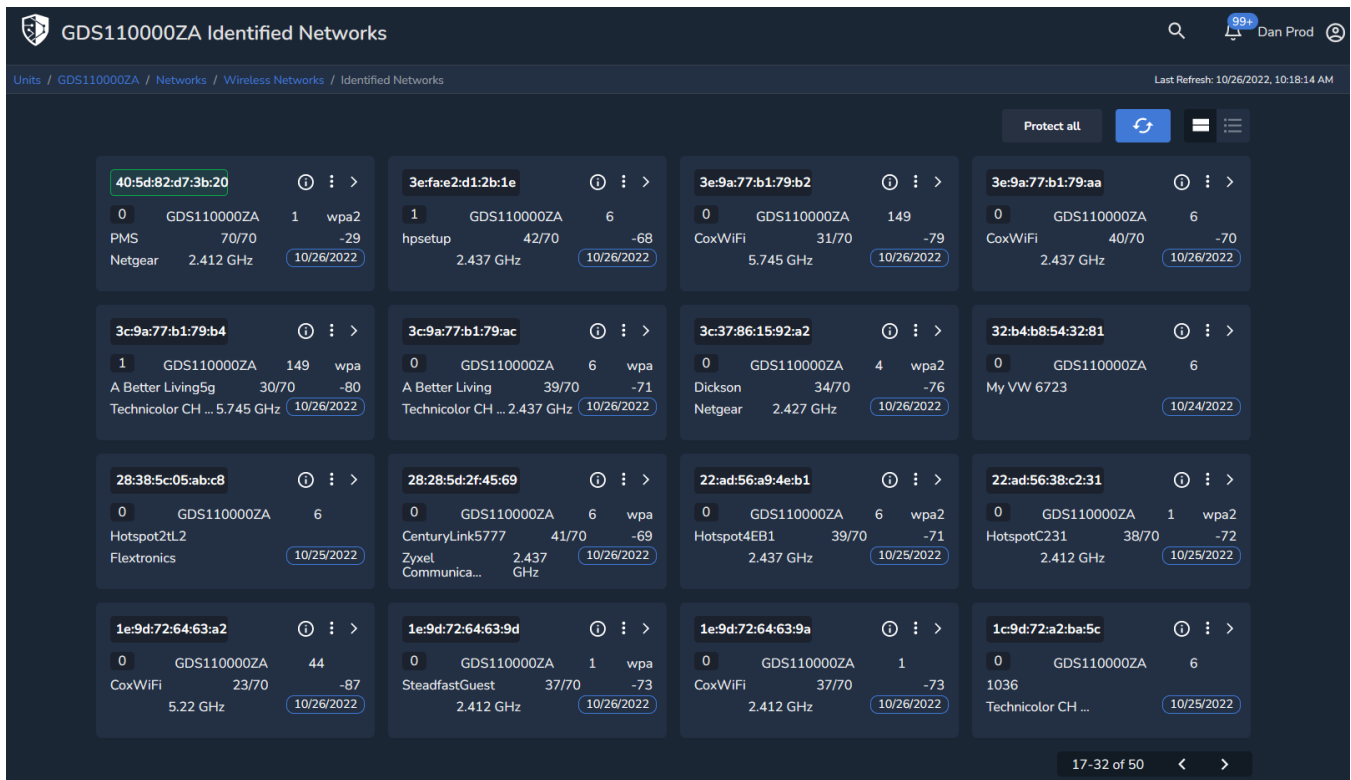 GDS110000ZA Identified Networks
99+
Dan Prod
Units / GDS110000ZA / Networks / Wireless Networks / Identified Networks
Last Refresh: 10/26/2022, 10:18:14 AM
Protect all
40:5d:82:d7:3b:20
0 GDS110000ZA 1 wpa2
PMS 70/70 -29
Netgear 2.412 GHz 10/26/2022
3e:fa:e2:d1:2b:1e
1 GDS110000ZA 6
hpsetup 42/70 -68
2.437 GHz 10/26/2022
3e:9a:77:b1:79:b2
0 GDS110000ZA 149
CoxWiFi 31/70 -79
5.745 GHz 10/26/2022
3e:9a:77:b1:79:aa
0 GDS110000ZA 6
CoxWiFi 40/70 -70
2.437 GHz 10/26/2022
3c:9a:77:b1:79:b4
1 GDS110000ZA 149 wpa
A Better Living5g 30/70 -80
Technicolor CH ... 5.745 GHz 10/26/2022
3c:9a:77:b1:79:ac
0 GDS110000ZA 6 wpa
A Better Living 39/70 -71
Technicolor CH ... 2.437 GHz 10/26/2022
3c:37:86:15:92:a2
0 GDS110000ZA 4 wpa2
Dickson 34/70 -76
Netgear 2.427 GHz 10/26/2022
32:b4:b8:54:32:81
0 GDS110000ZA 6
My VW 6723
10/24/2022
28:38:5c:05:ab:c8
0 GDS110000ZA 6
Hotspot2tL2
Flextronics 10/25/2022
28:28:5d:2f:45:69
0 GDS110000ZA 6 wpa
CenturyLink5777 41/70 -69
Zyxel 2.437 10/26/2022
Communica... GHz
22:ad:56:a9:4e:b1
0 GDS110000ZA 6 wpa2
Hotspot4EB1 39/70 -71
2.437 GHz 10/25/2022
22:ad:56:38:c2:31
0 GDS110000ZA 1 wpa2
HotspotC231 38/70 -72
2.412 GHz 10/25/2022
1e:9d:72:64:63:a2
0 GDS110000ZA 44
CoxWiFi 23/70 -87
5.22 GHz 10/26/2022
1e:9d:72:64:63:9d
0 GDS110000ZA 1 wpa
SteadfastGuest 37/70 -73
2.412 GHz 10/26/2022
1e:9d:72:64:63:9a
0 GDS110000ZA 1
CoxWiFi 37/70 -73
2.412 GHz 10/26/2022
1c:9d:72:a2:ba:5c
0 GDS110000ZA 6
1036
Technicolor CH ... 10/25/2022
17-32 of 50